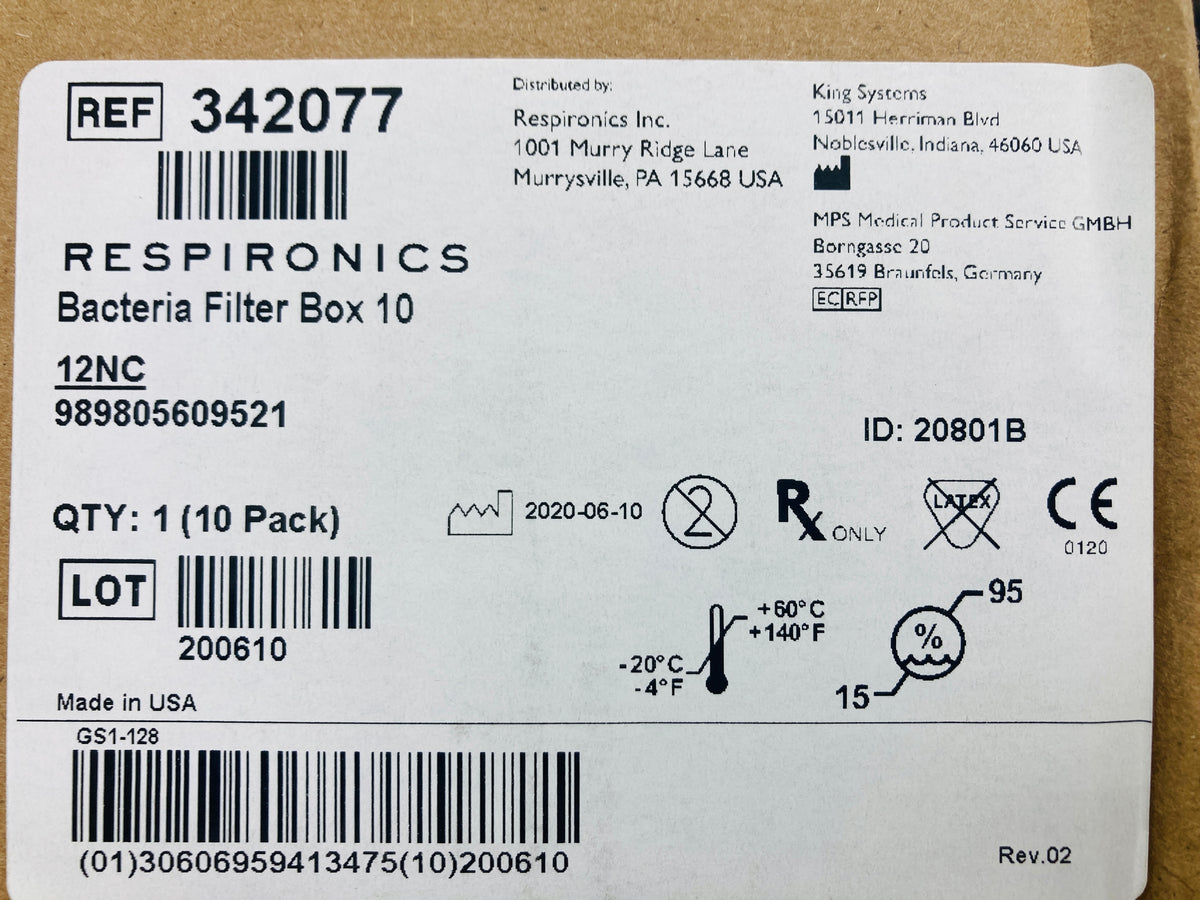 REF 342077
RESPIRONICS
Bacteria Filter Box 10
12NC
989805609521
QTY: 1 (10 Pack)
LOT
200610
Made in USA
Distributed by:
Respironics Inc.
1001 Murry Ridge Lane
Murrysville, PA 15668 USA
King Systems
15011 Herriman Blvd
Noblesville, Indiana, 46060 USA
MPS Medical Product Service GMBH
Borngasse 20
35619 Braunfels, Germany
EC REP
ID: 20801B
2020-06-10
2
Rx ONLY
LATEX
CE
0120
+60°C
+140°F
-20°C
-4°F
95
%
15
GS1-128
(01)30606959413475(10)200610
Rev.02